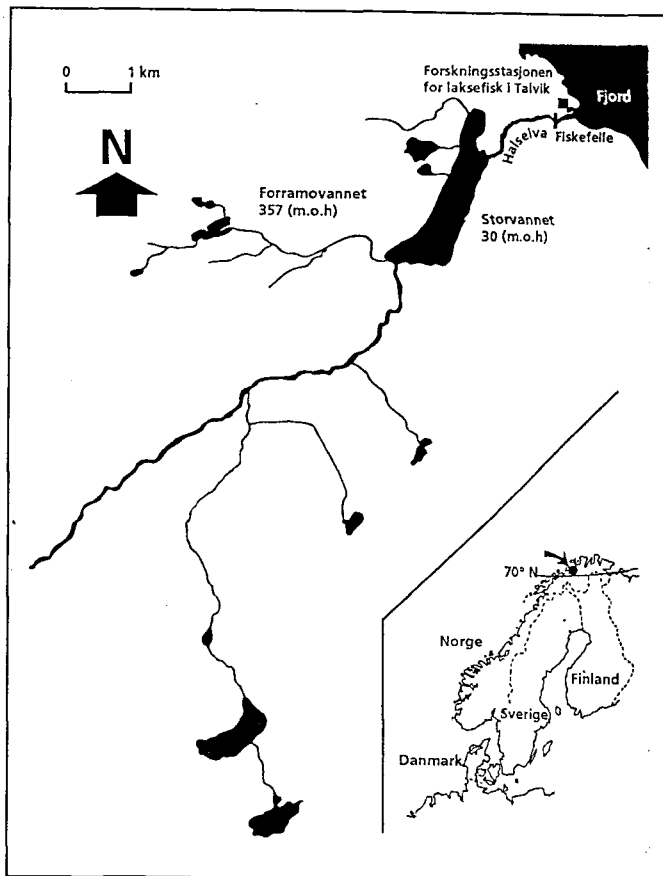 0 1 km
N
Forskningsstasjonen
for laksefisk i Talvik
Fjord
Halselva
Fiskefelle
Forramovannet
357 (m.o.h)
Storvannet
30 (m.o.h)
70° N
Norge
Finland
Sverige
Danmark